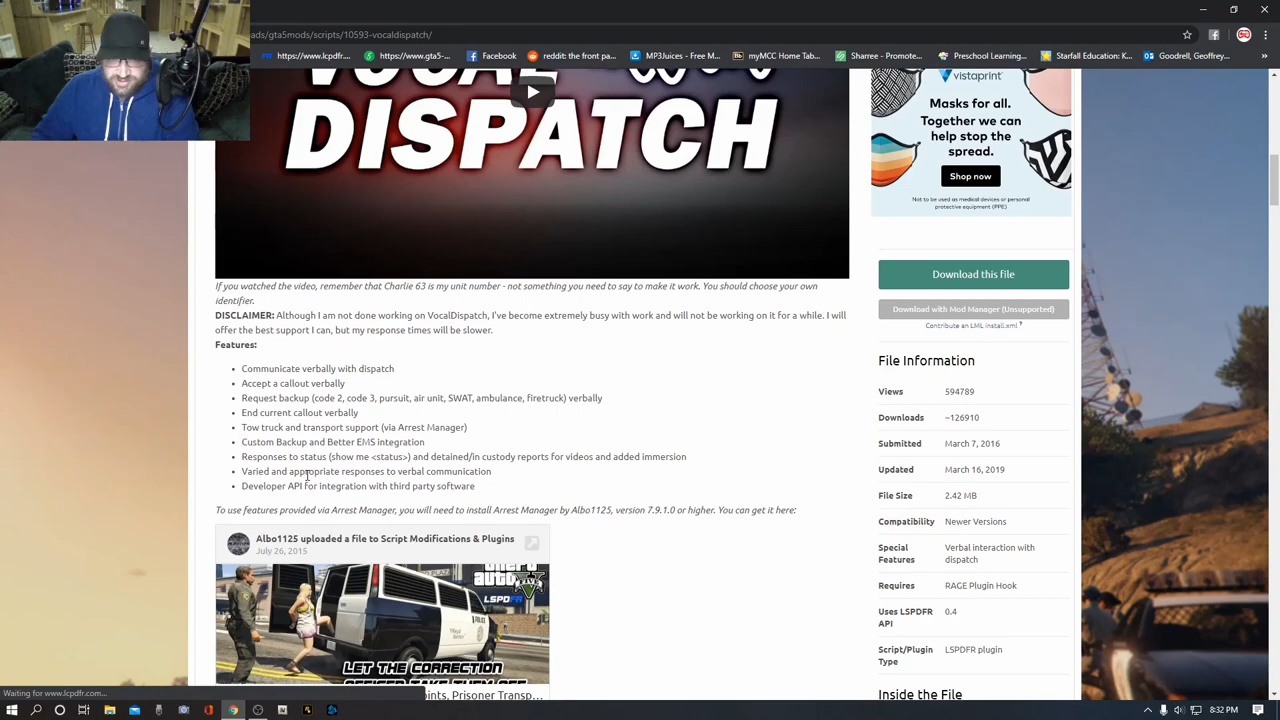 ads/gta5mods/scripts/10593-vocaldispatch/
https://www.lcpdfr....
https://www.gta5-...
Facebook
reddit: the front pa...
MP3Juices - Free M...
myMCC Home Tab...
Sharree - Promote...
Preschool Learning...
Starfall Education: K...
Goodrell, Geoffrey...
VOCAL
DISPATCH
vistaprint
Masks for all.
Together we can
help stop the
spread.
Shop now
Not to be used as medical devices or personal
protective equipment (PPE)
If you watched the video, remember that Charlie 63 is my unit number - not something you need to say to make it work. You should choose your own
identifier.
DISCLAIMER: Although I am not done working on VocalDispatch, I've become extremely busy with work and will not be working on it for a while. I will
offer the best support I can, but my response times will be slower.
Features:
• Communicate verbally with dispatch
• Accept a callout verbally
• Request backup (code 2, code 3, pursuit, air unit, SWAT, ambulance, firetruck) verbally
• End current callout verbally
• Tow truck and transport support (via Arrest Manager)
• Custom Backup and Better EMS integration
• Responses to status (show me <status>) and detained/in custody reports for videos and added immersion
• Varied and appropriate responses to verbal communication
• Developer API for integration with third party software
To use features provided via Arrest Manager, you will need to install Arrest Manager by Albo1125, version 7.9.1.0 or higher. You can get it here:
Albo1125 uploaded a file to Script Modifications & Plugins
July 26, 2015
LSPDFR
LET THE CORRECTION
OFFICER TAKE THEY OFF
oints, Prisoner Transp...
Download this file
Download with Mod Manager (Unsupported)
Contribute an LML Install.xml ?
File Information
Views 594789
Downloads ~126910
Submitted March 7, 2016
Updated March 16, 2019
File Size 2.42 MB
Compatibility Newer Versions
Special Features Verbal interaction with dispatch
Requires RAGE Plugin Hook
Uses LSPDFR API 0.4
Script/Plugin Type LSPDFR plugin
Inside the File
Waiting for www.lcpdfr.com...
8:32 PM